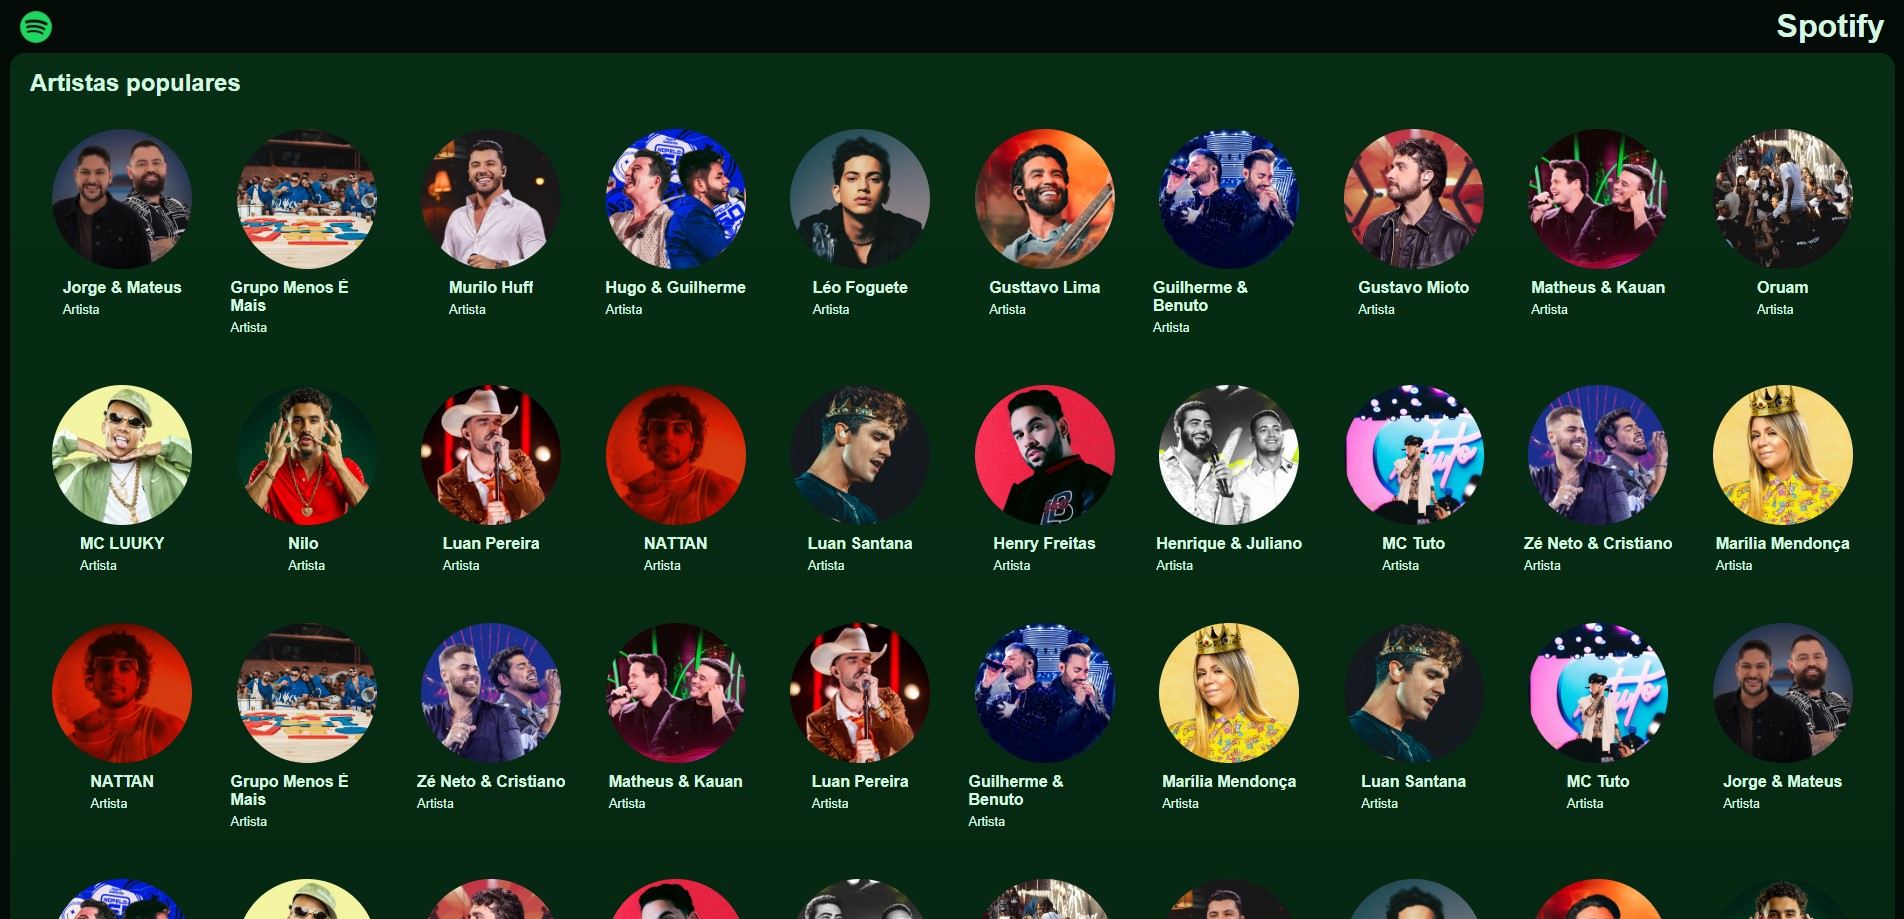 Spotify
Artistas populares
Jorge & Mateus
Artista
Grupo Menos É
Mais
Artista
Murilo Huff
Artista
Hugo & Guilherme
Artista
Léo Foguete
Artista
Gusttavo Lima
Artista
Guilherme &
Benuto
Artista
Gustavo Mioto
Artista
Matheus & Kauan
Artista
Oruam
Artista
MC LUUKY
Artista
Nilo
Artista
Luan Pereira
Artista
NATTAN
Artista
Luan Santana
Artista
Henry Freitas
Artista
Henrique & Juliano
Artista
tuto
MC Tuto
Artista
Zé Neto & Cristiano
Artista
Marília Mendonça
Artista
NATTAN
Artista
Grupo Menos É
Mais
Artista
Zé Neto & Cristiano
Artista
Matheus & Kauan
Artista
Luan Pereira
Artista
Guilherme &
Benuto
Artista
Marília Mendonça
Artista
Luan Santana
Artista
tuto
MC Tuto
Artista
Jorge & Mateus
Artista